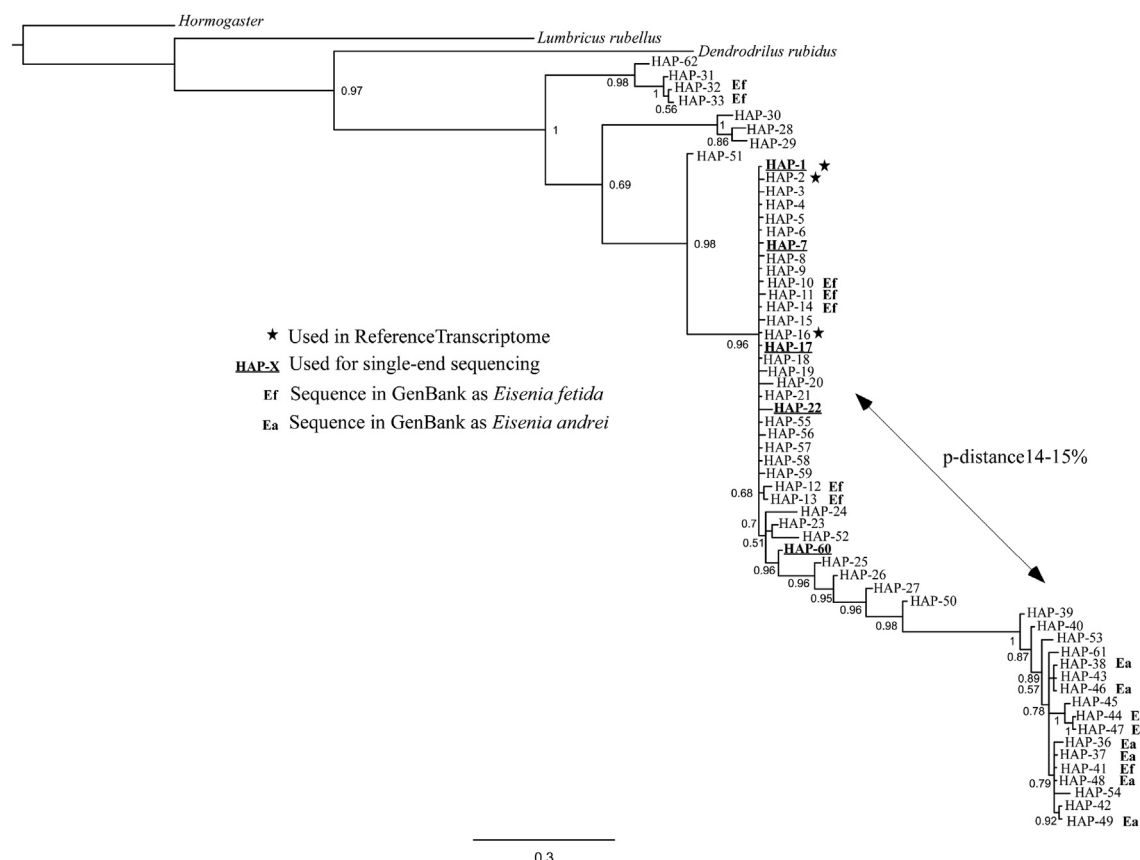 Hormogaster
Lumbricus rubellus
Dendrodrilus rubidus
HAP-62
0.98
HAP-31
HAP-32 Ef
1
HAP-33 Ef
0.56
0.97
HAP-30
1
HAP-28
0.86
HAP-29
1
HAP-51
HAP-1 ★
HAP-2 ★
0.69
HAP-3
HAP-4
HAP-5
HAP-6
HAP-7
0.98
HAP-8
HAP-9
HAP-10 Ef
HAP-11 Ef
HAP-14 Ef
HAP-15
HAP-16 ★
0.96
HAP-17
HAP-18
HAP-19
HAP-20
HAP-21
HAP-22
HAP-55
HAP-56
HAP-57
HAP-58
HAP-59
0.68
HAP-12 Ef
HAP-13 Ef
HAP-24
0.7
HAP-23
0.51
HAP-52
HAP-60
0.96
HAP-25
0.96
HAP-26
0.95
HAP-27
0.96
HAP-50
0.98
★ Used in ReferenceTranscriptome
HAP-X Used for single-end sequencing
Ef Sequence in GenBank as Eisenia fetida
Ea Sequence in GenBank as Eisenia andrei
p-distance14-15%
HAP-39
1
HAP-40
0.87
HAP-53
0.89
HAP-61
0.57
HAP-38 Ea
HAP-43
HAP-46 Ea
0.78
HAP-45
1
HAP-44 E
1
HAP-47 E
HAP-36 Ea
HAP-37 Ea
HAP-41 Ef
0.79
HAP-48 Ea
HAP-54
HAP-42
0.92
HAP-49 Ea
0.3